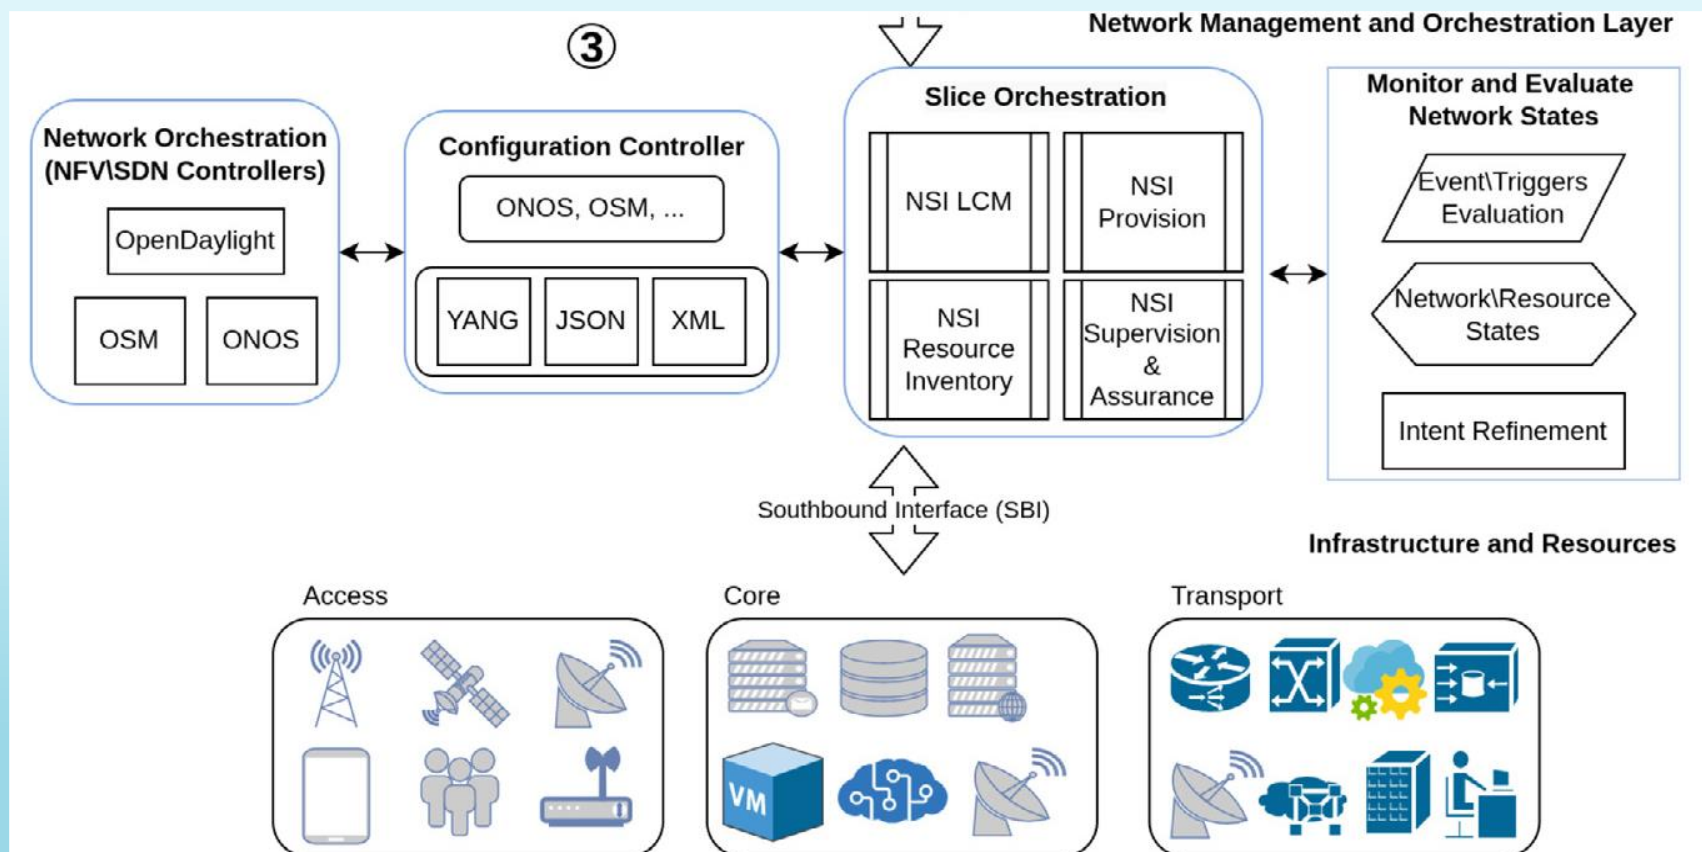 ③
Network Management and Orchestration Layer
Network Orchestration
(NFV\SDN Controllers)
OpenDaylight
OSM
ONOS
Configuration Controller
ONOS, OSM, ...
YANG
JSON
XML
Slice Orchestration
NSI LCM
NSI
Provision
NSI
Resource
Inventory
NSI
Supervision
&
Assurance
Monitor and Evaluate
Network States
Event\Triggers
Evaluation
Network\Resource
States
Intent Refinement
Southbound Interface (SBI)
Infrastructure and Resources
Access
Core
VM
Transport